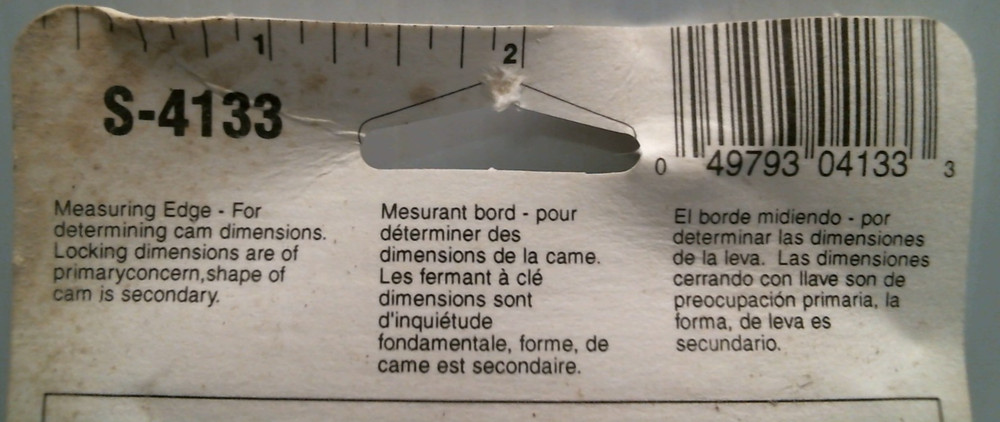 1 2
S-4133
0 49793 04133 3
Measuring Edge - For
determining cam dimensions.
Locking dimensions are of
primaryconcern,shape of
cam is secondary.
Mesurant bord - pour
déterminer des
dimensions de la came.
Les fermant à clé
dimensions sont
d'inquiétude
fondamentale, forme, de
came est secondaire.
El borde midiendo - por
determinar las dimensiones
de la leva. Las dimensiones
cerrando con llave son de
preocupación primaria, la
forma, de leva es
secundario.